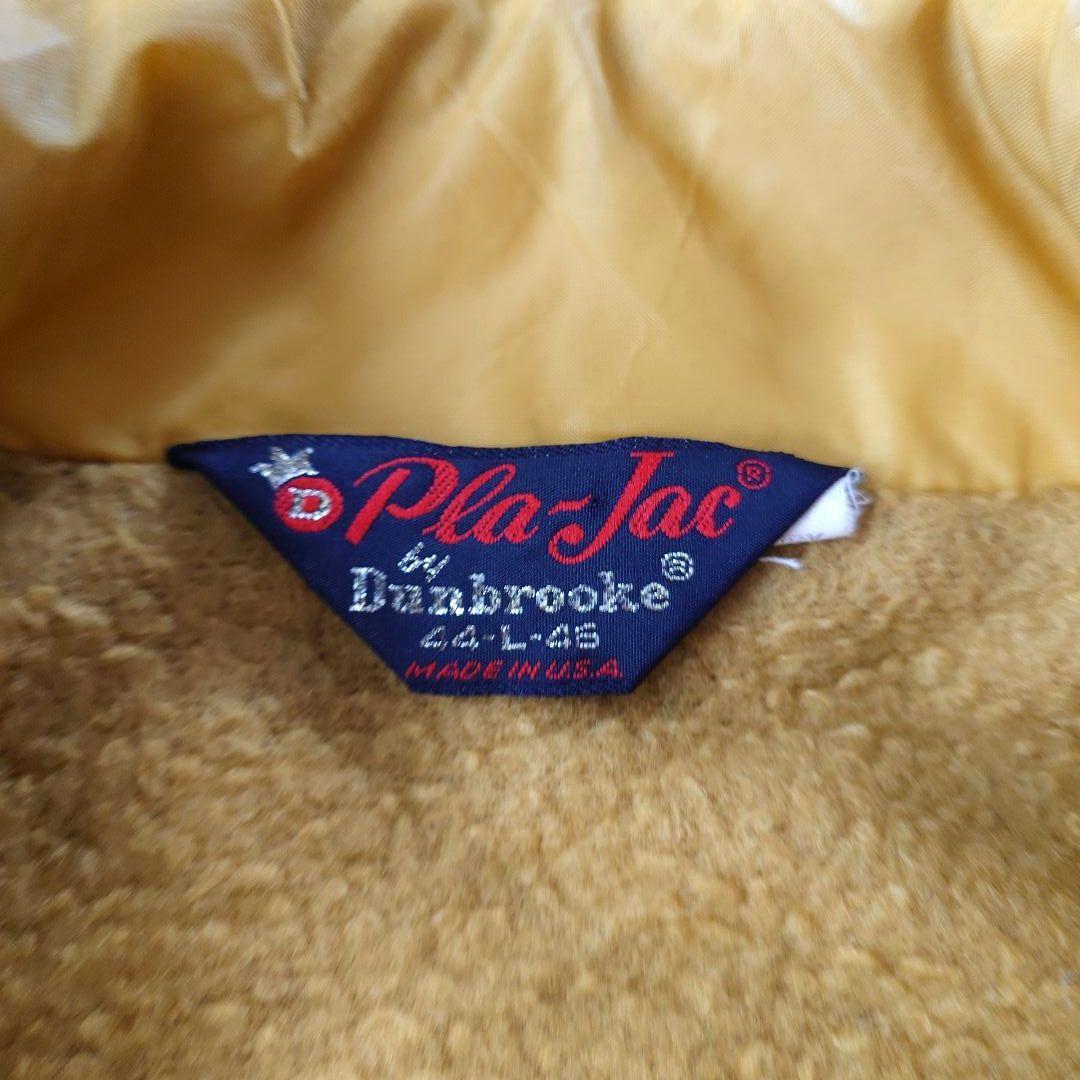 D Pla-Jac®
by
Dunbrooke®
44-L-46
MADE IN U.S.A.